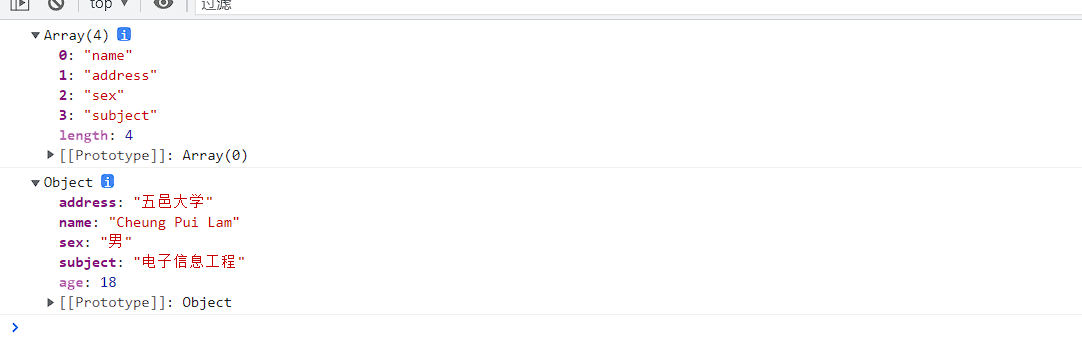 top ▼ 过滤
▼Array(4) i
0: "name"
1: "address"
2: "sex"
3: "subject"
length: 4
▶[[Prototype]]: Array(0)
▼Object i
address: "五邑大学"
name: "Cheung Pui Lam"
sex: "男"
subject: "电子信息工程"
age: 18
▶[[Prototype]]: Object
>